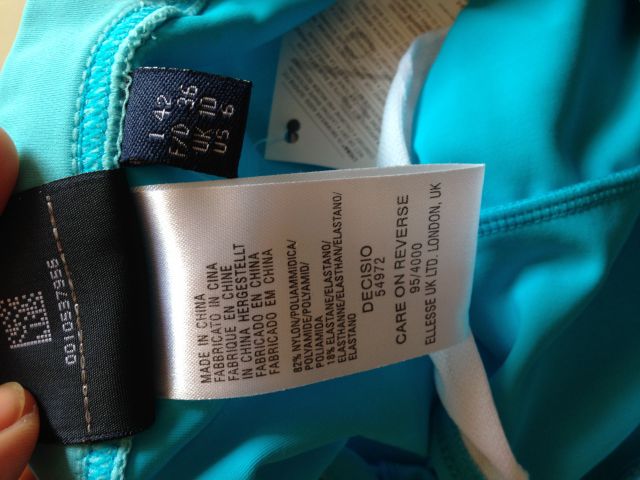 I 42
F/D 36
UK 10
US 6
0010537955
MADE IN CHINA
FABBRICATO IN CINA
FABRIQUE EN CHINE
IN CHINA HERGESTELLT
FABRICADO EN CHINA
FABRICADO EM CHINA
82% NYLON/POLIAMMIDICA/
POLYAMIDE/POLYAMID/
POLIAMIDA
18% ELASTANE/ELASTANO/
ELASTHANNE/ELASTHAN/ELASTANO/
ELASTANO
DECISIO
54972
CARE ON REVERSE
95/4000
ELLESSE UK LTD. LONDON, UK